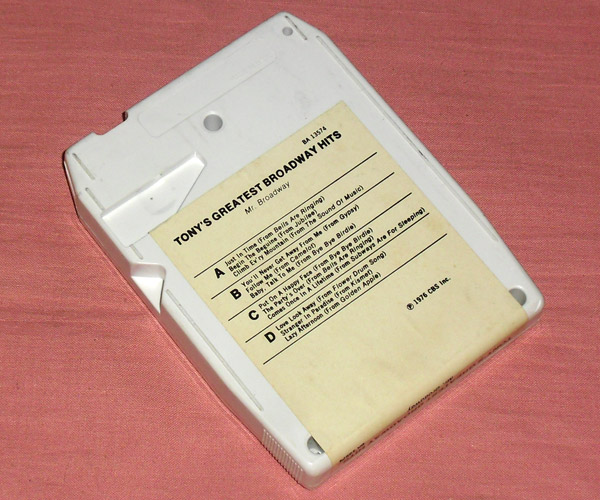 BA 13574
TONY'S GREATEST BROADWAY HITS
Mr. Broadway
A Just In Time (From Bells Are Ringing)
Begin The Beguine (From Jubilee)
Climb Ev'ry Mountain (From The Sound Of Music)
B You'll Never Get Away From Me (From Gypsy)
Follow Me (From Camelot)
Baby, Talk To Me (From Bye Bye Birdie)
C Put On A Happy Face (From Bye Bye Birdie)
The Party's Over (From Bells Are Ringing)
Comes Once In A Lifetime (From Subways Are For Sleeping)
D Love Look Away (From Flower Drum Song)
Stranger In Paradise (From Kismet)
Lazy Afternoon (From Golden Apple)
℗ 1976 CBS Inc.